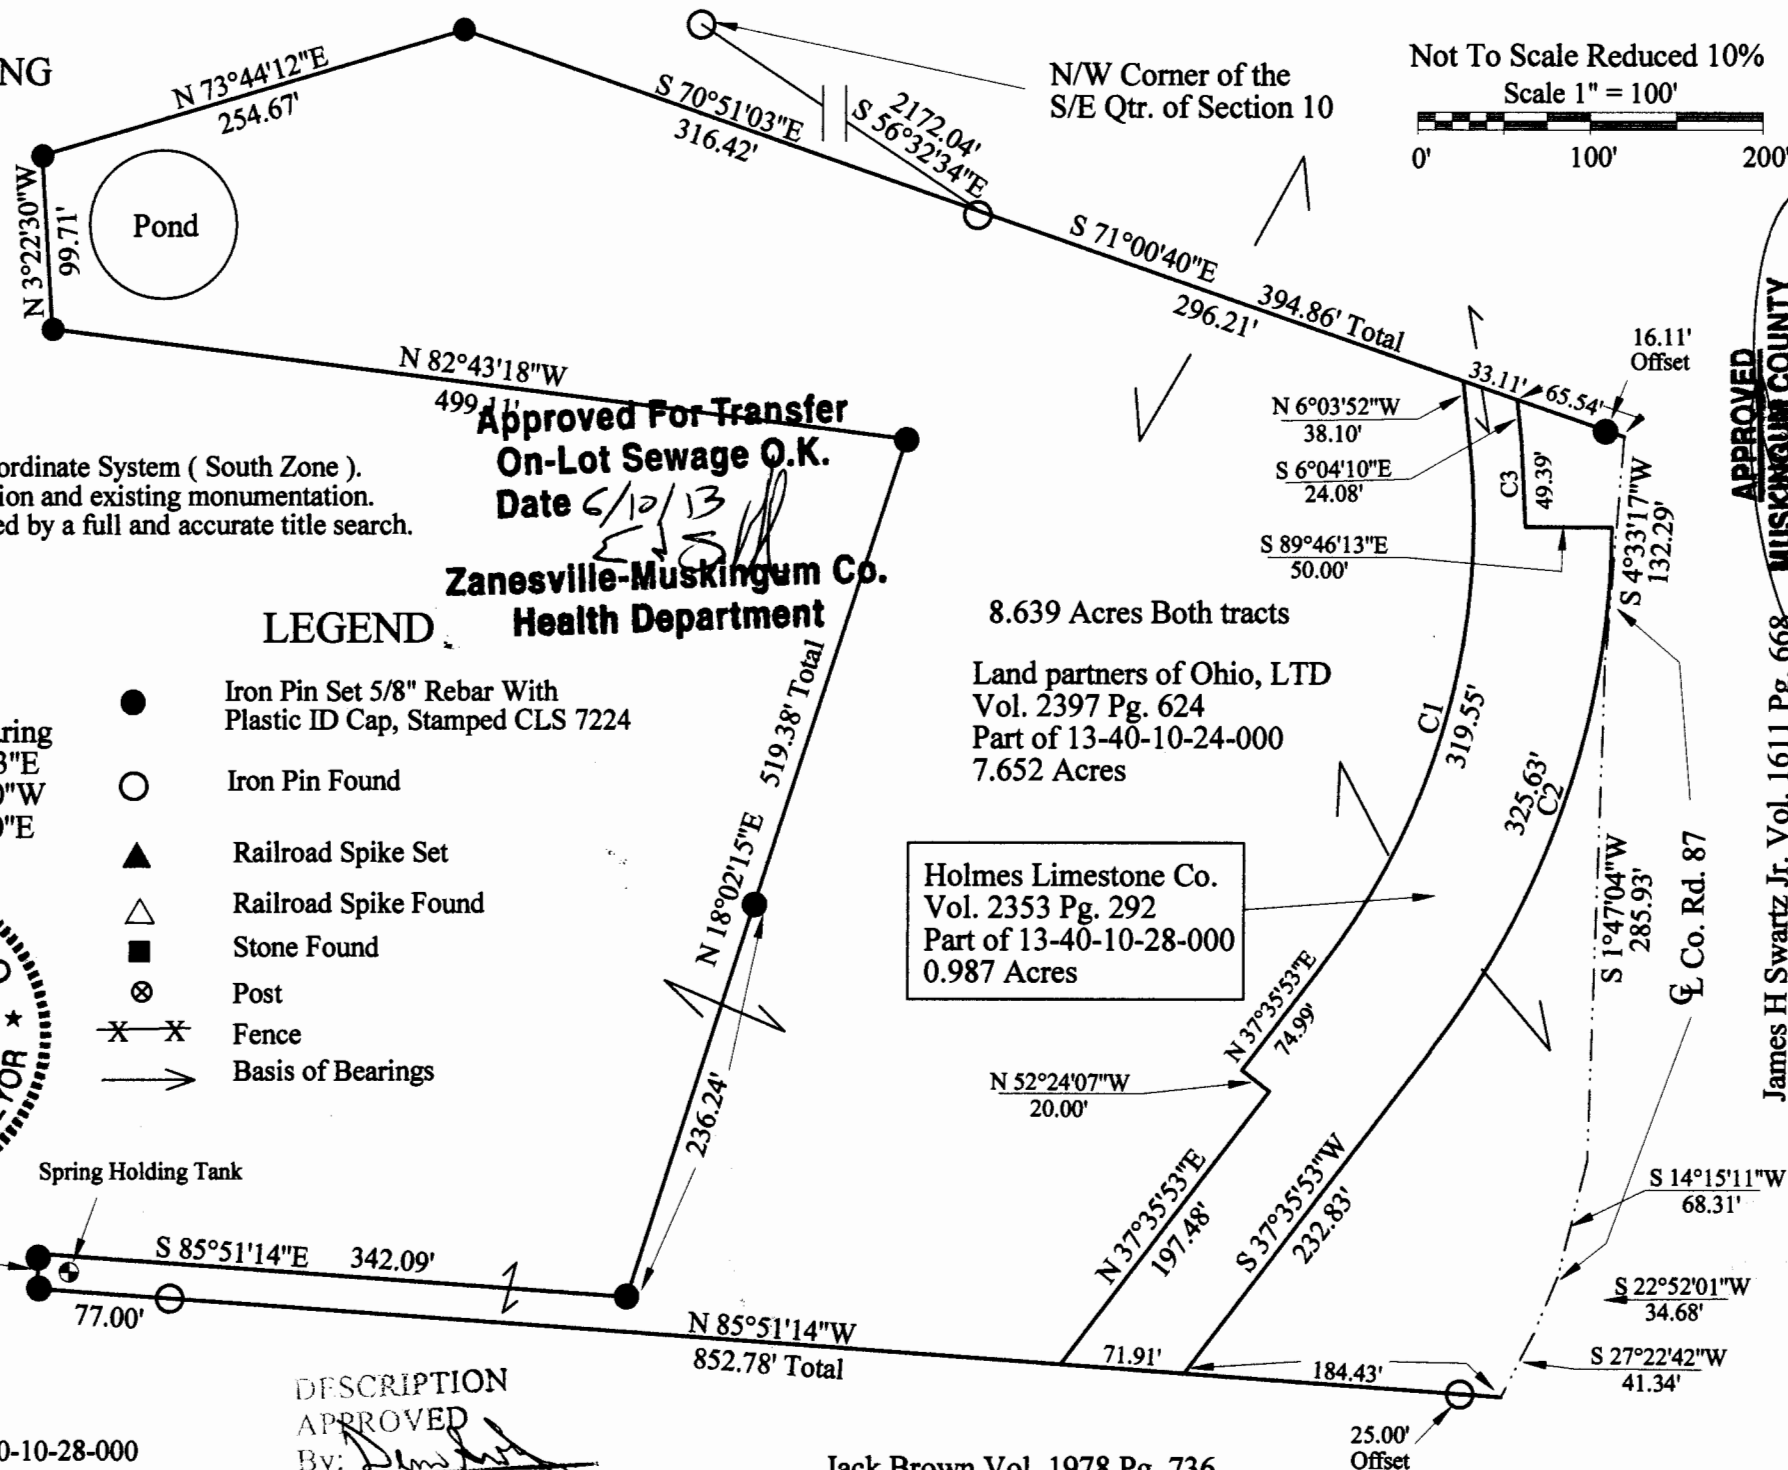 NG
N 73°44'12"E
254.67'
S 70°51'03"E
316.42'
2172.04'
S 56°32'34"E
N/W Corner of the
S/E Qtr. of Section 10
Not To Scale Reduced 10%
Scale 1" = 100'
0' 100' 200'
N 3°22'30"W
99.71'
Pond
S 71°00'40"E
296.21'
394.86' Total
33.11'
65.54'
16.11'
Offset
N 82°43'18"W
499.11'
Approved For Transfer
On-Lot Sewage O.K.
Date 6/10/13
Zanesville-Muskingum Co.
Health Department
ordinate System ( South Zone ).
ion and existing monumentation.
ed by a full and accurate title search.
N 6°03'52"W
38.10'
S 6°04'10"E
24.08'
C3
49.39'
S 89°46'13"E
50.00'
S 4°33'17"W
132.29'
APPROVED
MUSKINGUM COUNTY
James H Swartz Jr. Vol. 1611 Pg. 668
LEGEND
Iron Pin Set 5/8" Rebar With
Plastic ID Cap, Stamped CLS 7224
Iron Pin Found
Railroad Spike Set
Railroad Spike Found
Stone Found
Post
X X Fence
Basis of Bearings
aring
3"E
0"W
0"E
YOR
519.38' Total
N 18°02'15"E
236.24'
8.639 Acres Both tracts
Land partners of Ohio, LTD
Vol. 2397 Pg. 624
Part of 13-40-10-24-000
7.652 Acres
C1
319.55'
325.63'
C2
Holmes Limestone Co.
Vol. 2353 Pg. 292
Part of 13-40-10-28-000
0.987 Acres
S 1°47'04"W
285.93'
CL Co. Rd. 87
N 37°35'53"E
74.99'
N 52°24'07"W
20.00'
N 37°35'53"E
197.48'
S 37°35'53"W
232.83'
S 14°15'11"W
68.31'
S 22°52'01"W
34.68'
S 27°22'42"W
41.34'
Spring Holding Tank
S 85°51'14"E 342.09'
77.00'
N 85°51'14"W
852.78' Total
71.91'
184.43'
25.00'
Offset
DESCRIPTION
APPROVED
By:
0-10-28-000
Jack Brown Vol. 1978 Pg. 736